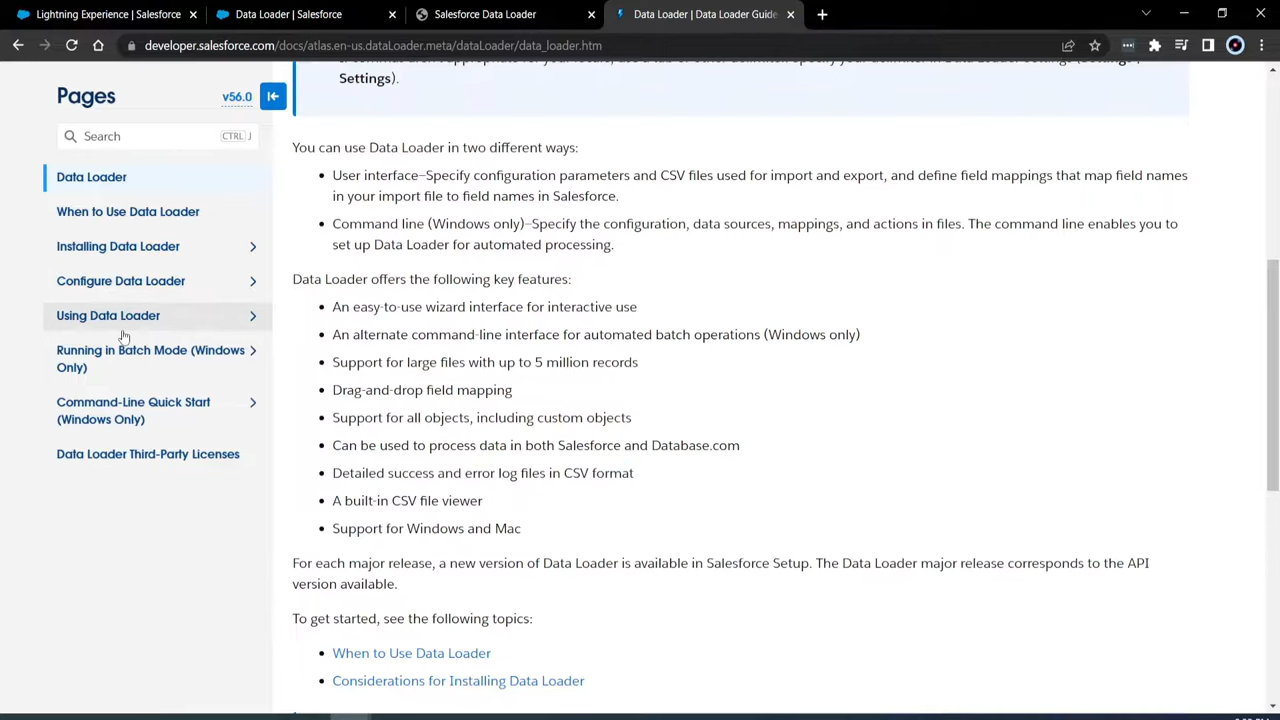 Lightning Experience | Salesforce
Data Loader | Salesforce
Salesforce Data Loader
Data Loader | Data Loader Guide
developer.salesforce.com/docs/atlas.en-us.dataLoader.meta/dataLoader/data_loader.htm
Pages
v56.0
Search
CTRL J
Data Loader
When to Use Data Loader
Installing Data Loader
Configure Data Loader
Using Data Loader
Running in Batch Mode (Windows
Only)
Command-Line Quick Start
(Windows Only)
Data Loader Third-Party Licenses
Settings).
You can use Data Loader in two different ways:
• User interface—Specify configuration parameters and CSV files used for import and export, and define field mappings that map field names
in your import file to field names in Salesforce.
• Command line (Windows only)—Specify the configuration, data sources, mappings, and actions in files. The command line enables you to
set up Data Loader for automated processing.
Data Loader offers the following key features:
• An easy-to-use wizard interface for interactive use
• An alternate command-line interface for automated batch operations (Windows only)
• Support for large files with up to 5 million records
• Drag-and-drop field mapping
• Support for all objects, including custom objects
• Can be used to process data in both Salesforce and Database.com
• Detailed success and error log files in CSV format
• A built-in CSV file viewer
• Support for Windows and Mac
For each major release, a new version of Data Loader is available in Salesforce Setup. The Data Loader major release corresponds to the API
version available.
To get started, see the following topics:
• When to Use Data Loader
• Considerations for Installing Data Loader